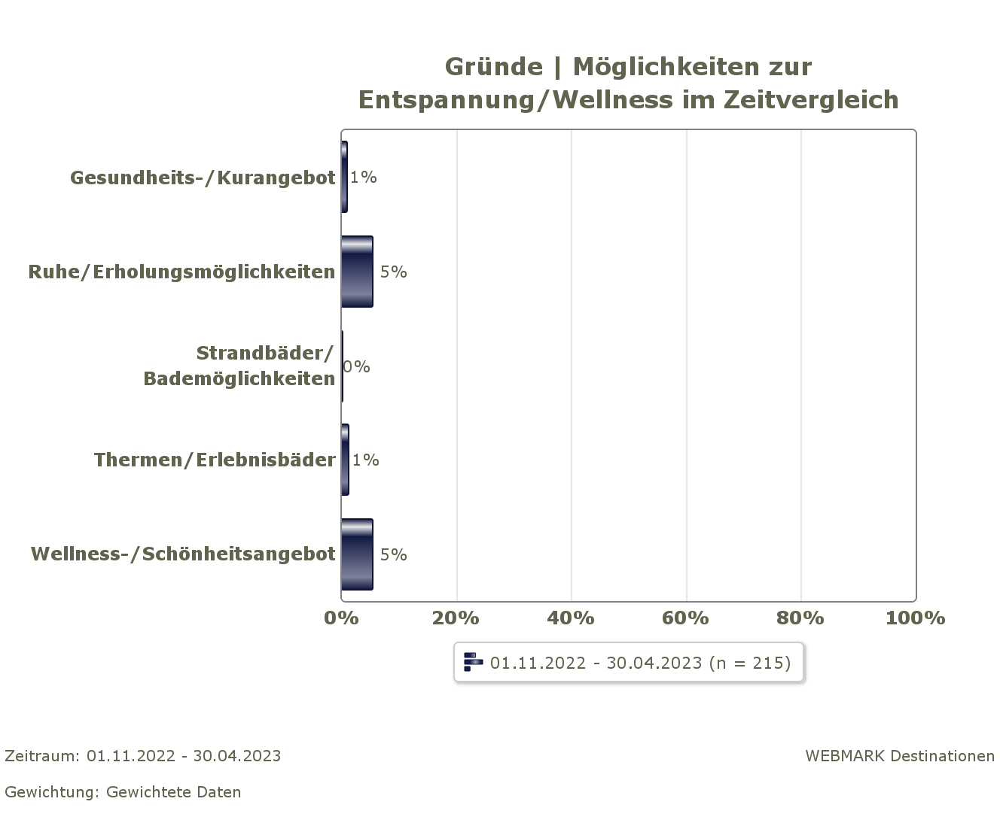 Gründe | Möglichkeiten zur
Entspannung/Wellness im Zeitvergleich
Gesundheits-/Kurangebot 1%
Ruhe/Erholungsmöglichkeiten 5%
Strandbäder/
Bademöglichkeiten 0%
Thermen/Erlebnisbäder 1%
Wellness-/Schönheitsangebot 5%
0% 20% 40% 60% 80% 100%
01.11.2022 - 30.04.2023 (n = 215)
Zeitraum: 01.11.2022 - 30.04.2023 WEBMARK Destinationen
Gewichtung: Gewichtete Daten